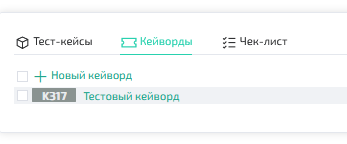 Тест-кейсы Кейворды Чек-лист
Новый кейворд
K317 Тестовый кейворд